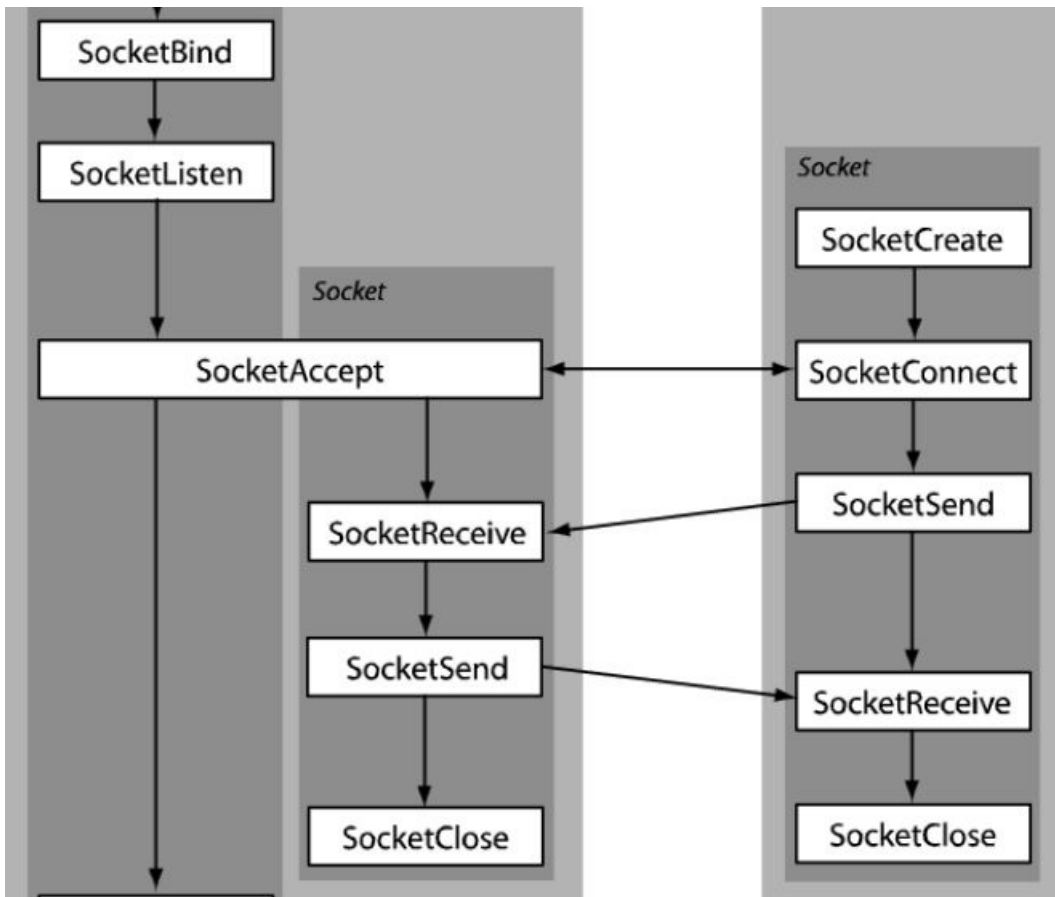 SocketBind
SocketListen
Socket
SocketCreate
Socket
SocketAccept
SocketConnect
SocketSend
SocketReceive
SocketSend
SocketReceive
SocketClose
SocketClose